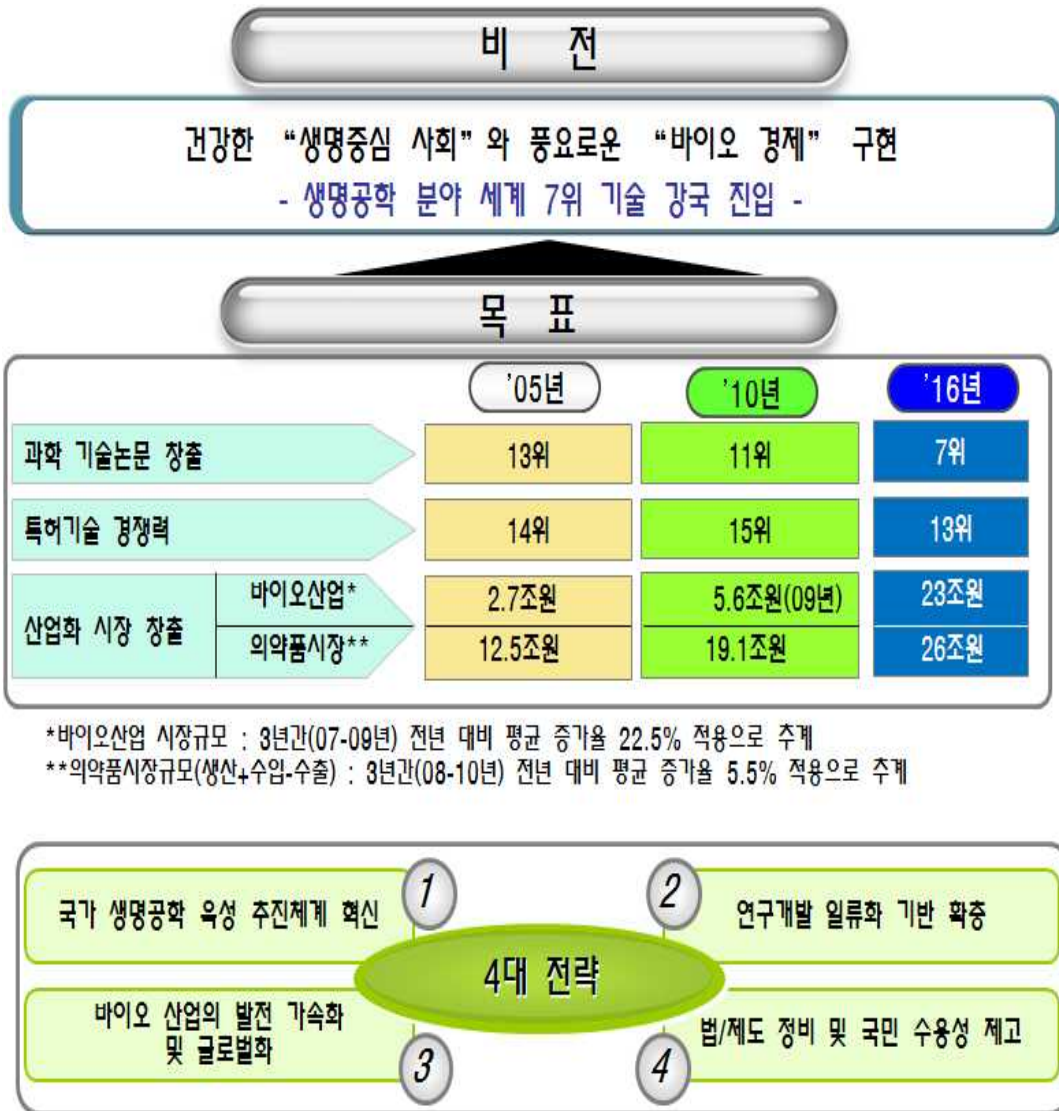 비 전
건강한 “생명중심 사회”와 풍요로운 “바이오 경제” 구현
- 생명공학 분야 세계 7위 기술 강국 진입 -
목 표
'05년 '10년 '16년
과학 기술논문 창출 13위 11위 7위
특허기술 경쟁력 14위 15위 13위
산업화 시장 창출
바이오산업* 2.7조원 5.6조원(09년) 23조원
의약품시장** 12.5조원 19.1조원 26조원
*바이오산업 시장규모 : 3년간(07-09년) 전년 대비 평균 증가율 22.5% 적용으로 추계
**의약품시장규모(생산+수입-수출) : 3년간(08-10년) 전년 대비 평균 증가율 5.5% 적용으로 추계
4대 전략
1
국가 생명공학 육성 추진체계 혁신
2
연구개발 일류화 기반 확충
3
바이오 산업의 발전 가속화
및 글로벌화
4
법/제도 정비 및 국민 수용성 제고